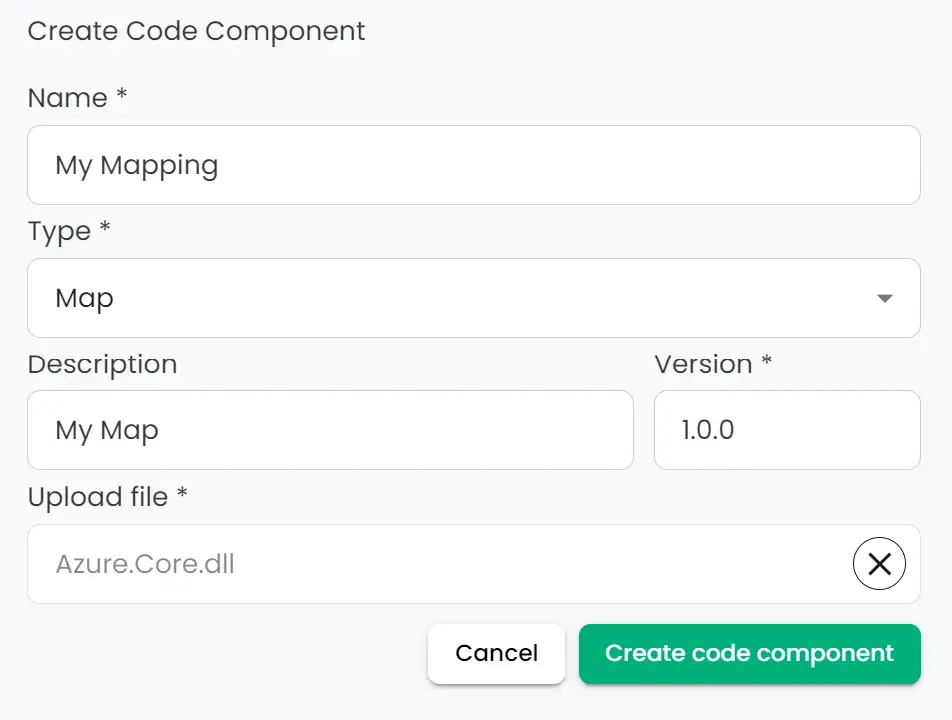 Create Code Component
Name *
My Mapping
Type *
Map
Description
Version *
My Map
1.0.0
Upload file *
Azure.Core.dll
Cancel
Create code component